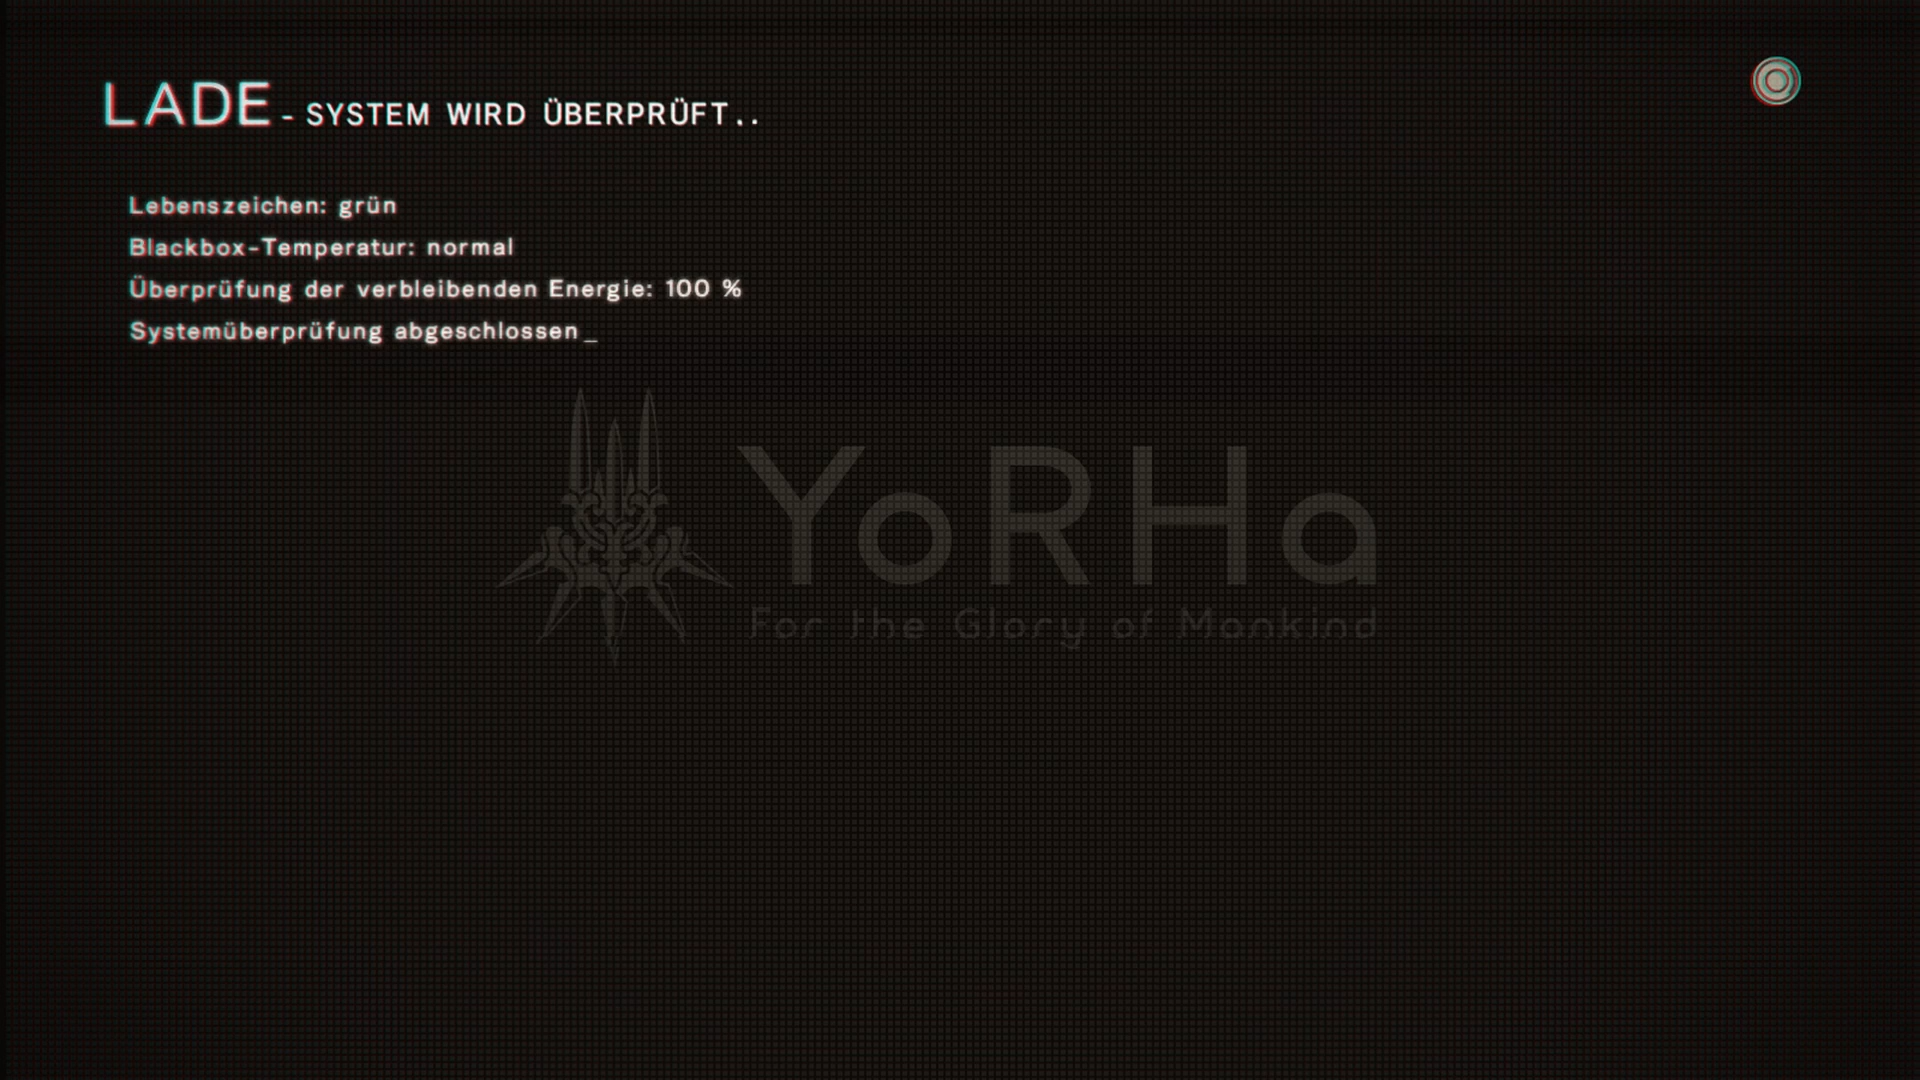 LADE - SYSTEM WIRD ÜBERPRÜFT..
Lebenszeichen: grün
Blackbox-Temperatur: normal
Überprüfung der verbleibenden Energie: 100 %
Systemüberprüfung abgeschlossen_
YoRHa
For the Glory of Mankind